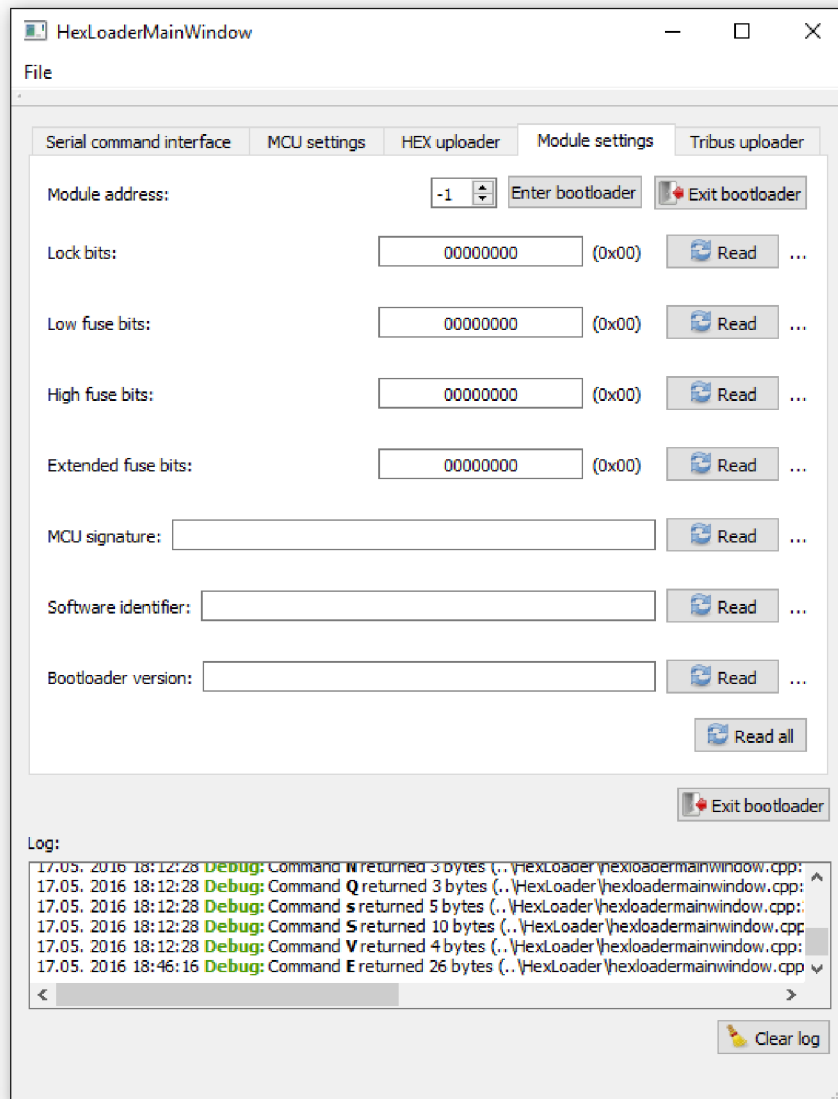 HexLoaderMainWindow
File
Serial command interface MCU settings HEX uploader Module settings Tribus uploader
Module address: -1 Enter bootloader Exit bootloader
Lock bits: 00000000 (0x00) Read ...
Low fuse bits: 00000000 (0x00) Read ...
High fuse bits: 00000000 (0x00) Read ...
Extended fuse bits: 00000000 (0x00) Read ...
MCU signature: Read ...
Software identifier: Read ...
Bootloader version: Read ...
Read all
Exit bootloader
Log:
17.05. 2016 18:12:28 Debug: Command N returned 3 bytes (..\HexLoader\hexloadermainwindow.cpp:
17.05. 2016 18:12:28 Debug: Command Q returned 3 bytes (..\HexLoader\hexloadermainwindow.cpp:
17.05. 2016 18:12:28 Debug: Command s returned 5 bytes (..\HexLoader\hexloadermainwindow.cpp:
17.05. 2016 18:12:28 Debug: Command S returned 10 bytes (..\HexLoader\hexloadermainwindow.cpp
17.05. 2016 18:12:28 Debug: Command V returned 4 bytes (..\HexLoader\hexloadermainwindow.cpp:
17.05. 2016 18:46:16 Debug: Command E returned 26 bytes (..\HexLoader\hexloadermainwindow.cpp
Clear log